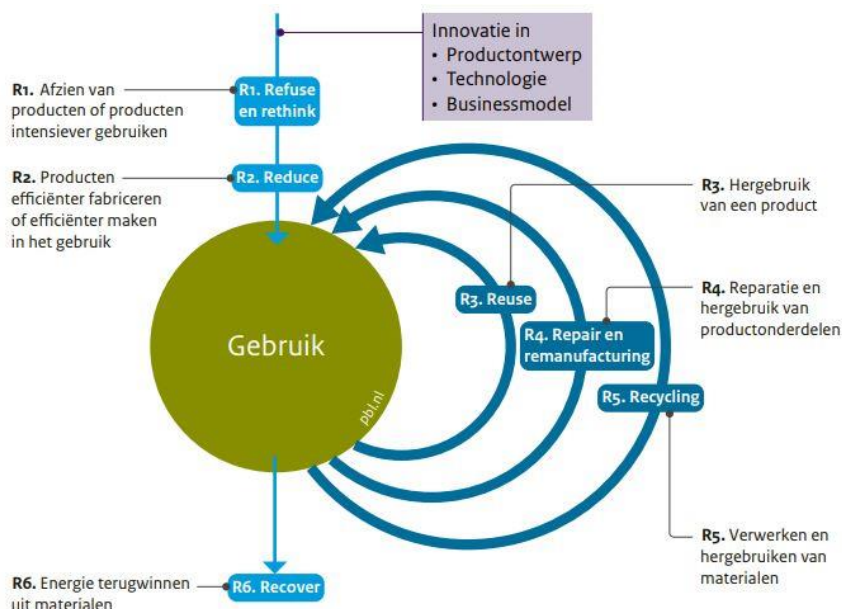 Innovatie in
• Productontwerp
• Technologie
• Businessmodel
R1. Afzien van
producten of producten
intensiever gebruiken
R1. Refuse
en rethink
R2. Producten
efficiënter fabriceren
of efficiënter maken
in het gebruik
R2. Reduce
R3. Hergebruik
van een product
R3. Reuse
R4. Reparatie en
hergebruik van
productonderdelen
R4. Repair en
remanufacturing
Gebruik
pbl.nl
R5. Recycling
R5. Verwerken en
hergebruiken van
materialen
R6. Energie terugwinnen
uit materialen
R6. Recover